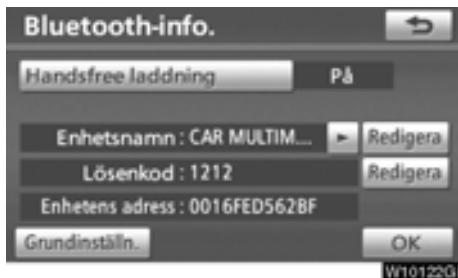 Bluetooth-info.
Handsfree laddning På
Enhetsnamn : CAR MULTIM.... Redigera
Lösenkod : 1212 Redigera
Enhetens adress : 0016FED562BF
Grundinställn. OK
W10122G